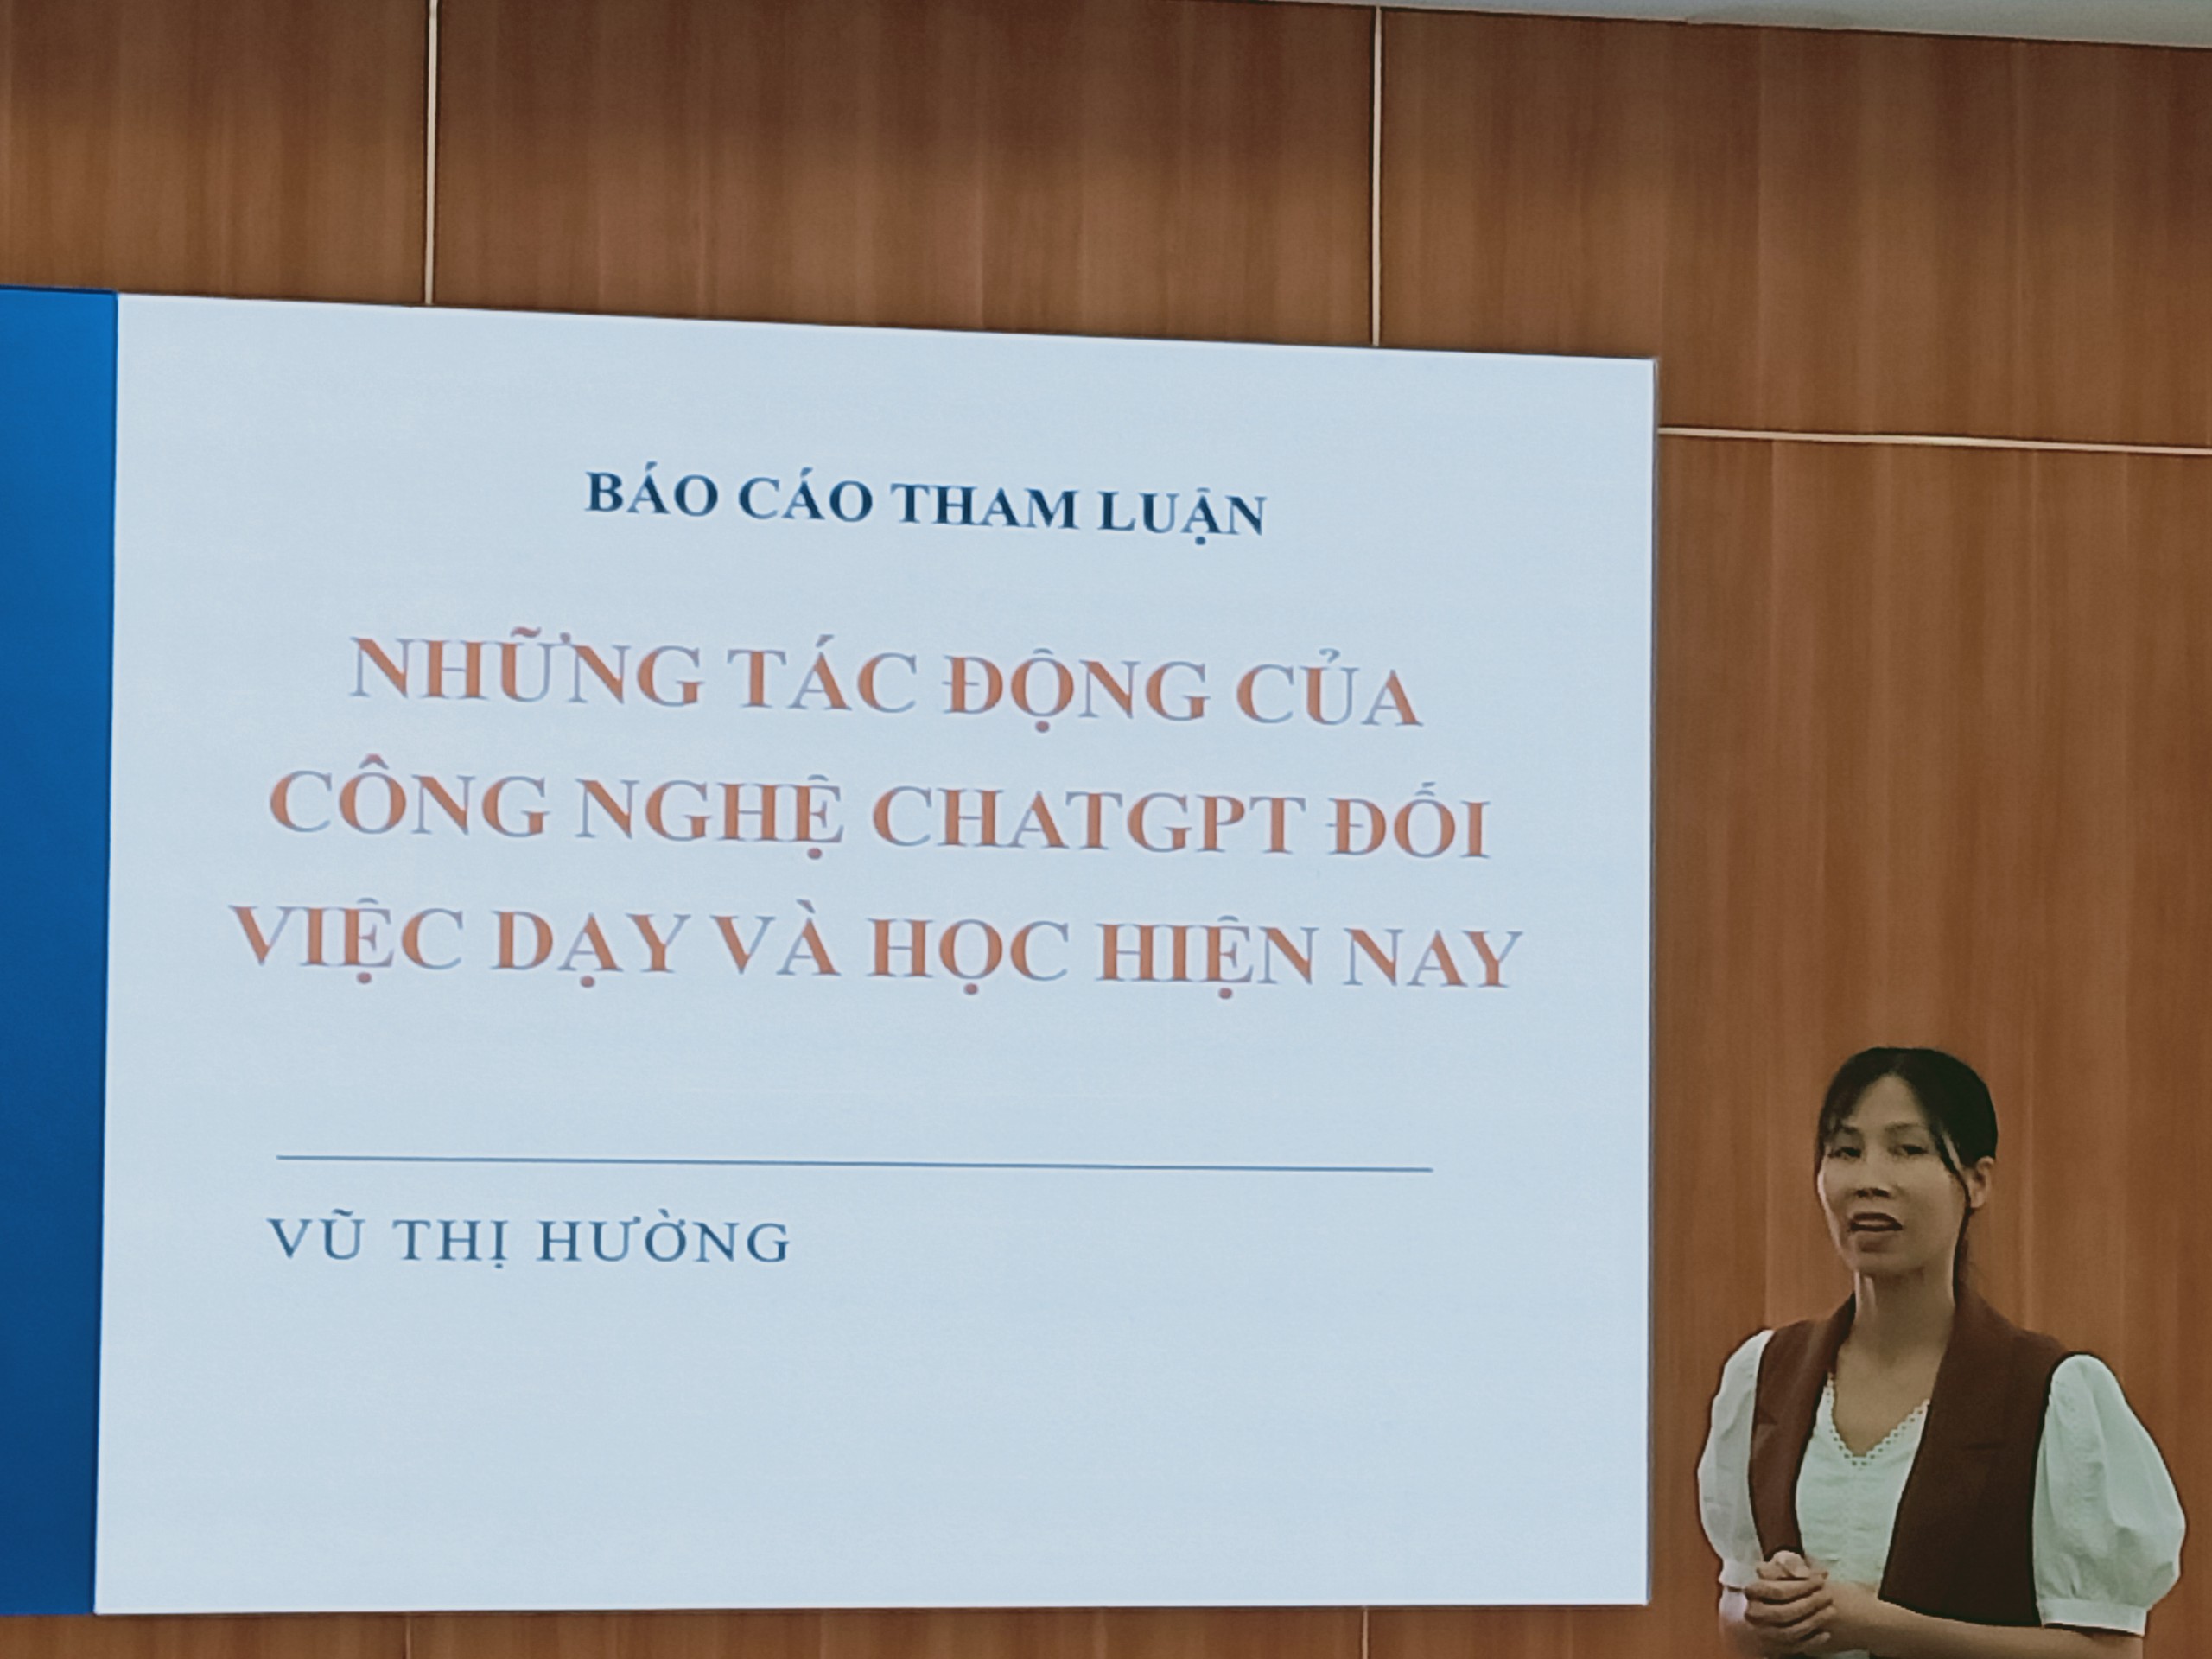 BÁO CÁO THAM LUẬN
NHỮNG TÁC ĐỘNG CỦA
CÔNG NGHỆ CHATGPT ĐỐI
VIỆC DẠY VÀ HỌC HIỆN NAY
VŨ THỊ HƯỜNG